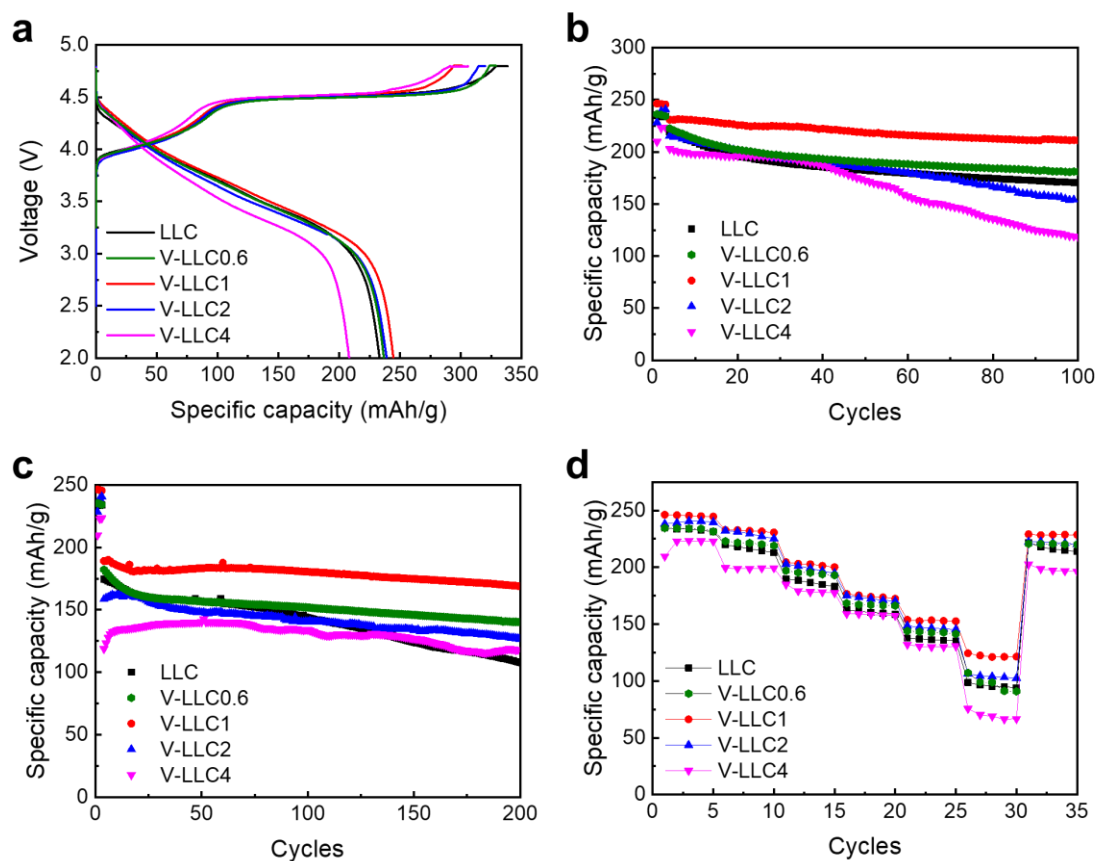 a
5.0
4.5
4.0
3.5
3.0
2.5
2.0
Voltage (V)
LLC
V-LLC0.6
V-LLC1
V-LLC2
V-LLC4
0 50 100 150 200 250 300 350
Specific capacity (mAh/g)
b
300
250
200
150
100
50
0
Specific capacity (mAh/g)
LLC
V-LLC0.6
V-LLC1
V-LLC2
V-LLC4
0 20 40 60 80 100
Cycles
c
250
200
150
100
50
0
Specific capacity (mAh/g)
LLC
V-LLC0.6
V-LLC1
V-LLC2
V-LLC4
0 50 100 150 200
Cycles
d
250
200
150
100
50
0
Specific capacity (mAh/g)
LLC
V-LLC0.6
V-LLC1
V-LLC2
V-LLC4
0 5 10 15 20 25 30 35
Cycles